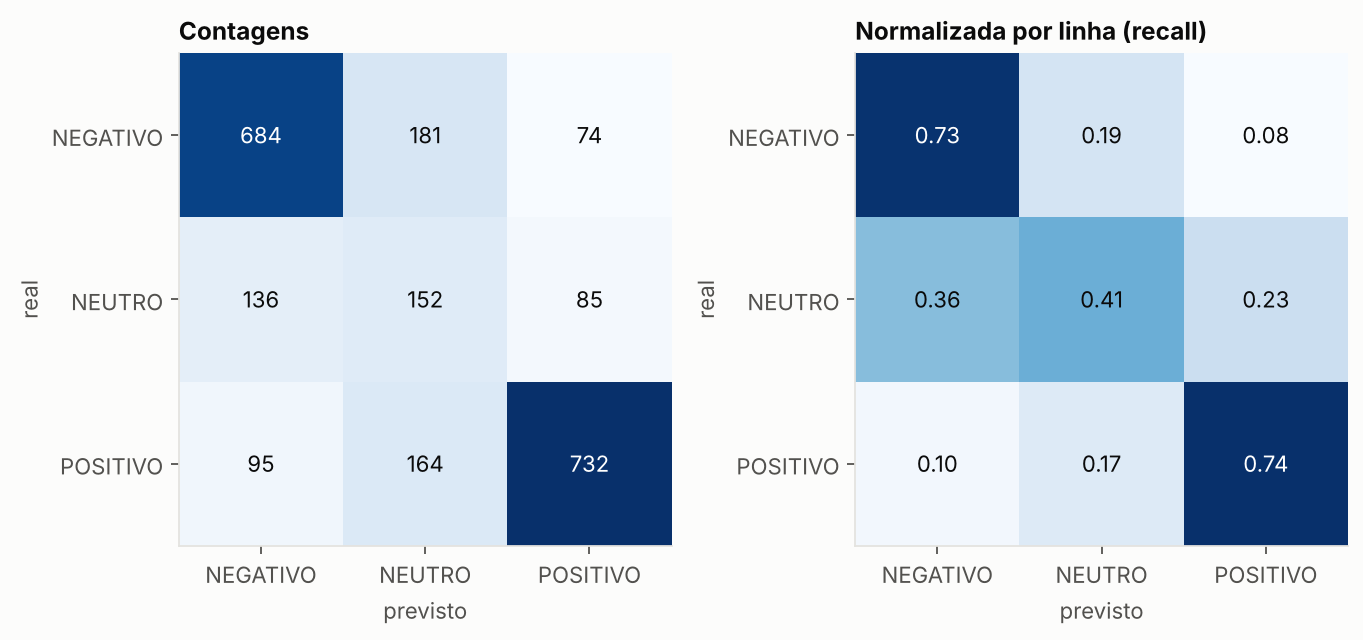 Contagens
NEGATIVO 684 181 74
NEUTRO 136 152 85
POSITIVO 95 164 732
real
NEGATIVO NEUTRO POSITIVO
previsto
Normalizada por linha (recall)
NEGATIVO 0.73 0.19 0.08
NEUTRO 0.36 0.41 0.23
POSITIVO 0.10 0.17 0.74
real
NEGATIVO NEUTRO POSITIVO
previsto